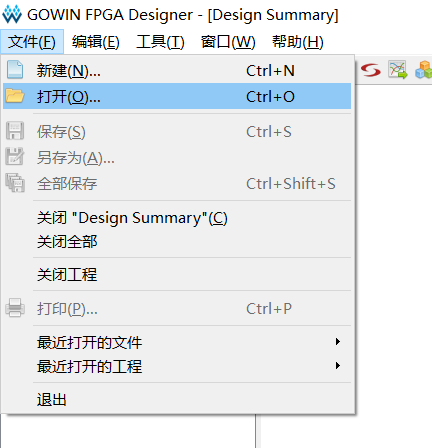 GOWIN FPGA Designer - [Design Summary]
文件(F) 编辑(E) 工具(T) 窗口(W) 帮助(H)
新建(N)... Ctrl+N
打开(O)... Ctrl+O
保存(S) Ctrl+S
另存为(A)...
全部保存 Ctrl+Shift+S
关闭 "Design Summary"(C)
关闭全部
关闭工程
打印(P)... Ctrl+P
最近打开的文件
最近打开的工程
退出